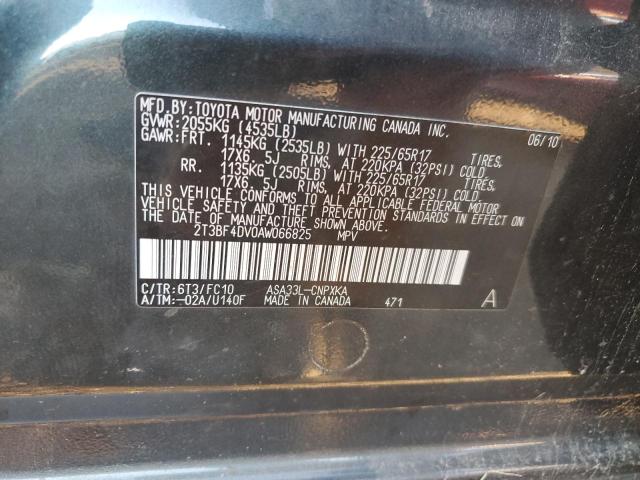 MFD.BY:TOYOTA MOTOR MANUFACTURING CANADA INC.
GVWR:2055KG (4535LB) 06/10
GAWR:FRT. 1145KG (2535LB) WITH 225/65R17 TIRES,
17X6. 5J RIMS, AT 220KPA (32PSI) COLD
RR. 1135KG (2505LB) WITH 225/65R17 TIRES,
17X6. 5J RIMS, AT 220KPA (32PSI) COLD.
THIS VEHICLE CONFORMS TO ALL APPLICABLE FEDERAL MOTOR
VEHICLE SAFETY AND THEFT PREVENTION STANDARDS IN EFFECT ON
THE DATE OF MANUFACTURE SHOWN ABOVE.
2T3BF4DV0AW066825 MPV
C/TR:6T3/FC10 ASA33L-CNPXKA
A/TM:-02A/U140F MADE IN CANADA 471 A